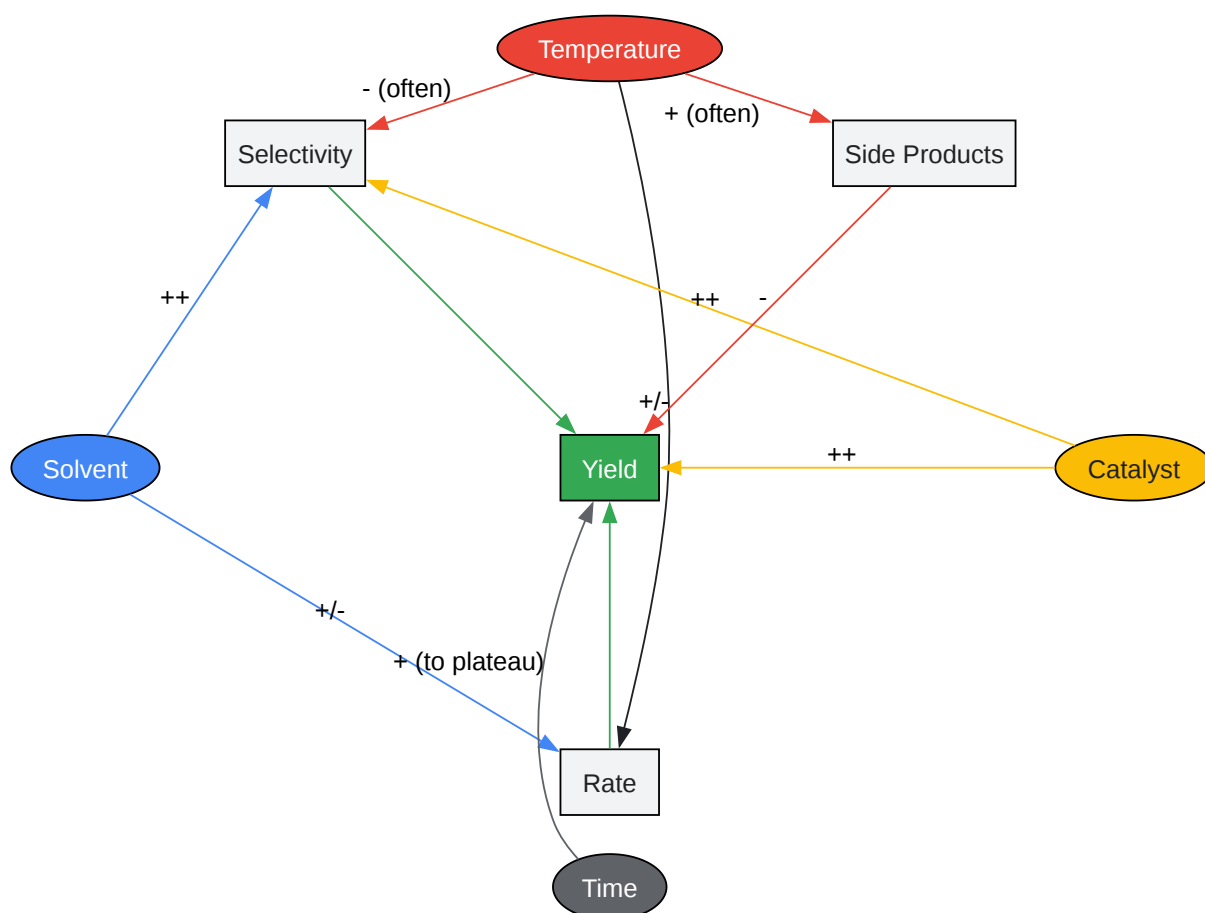 Temperature
- (often)
+ (often)
Selectivity
Side Products
++
++
-
+/-
Solvent
Yield
++
Catalyst
+/-
+ (to plateau)
Rate
Time